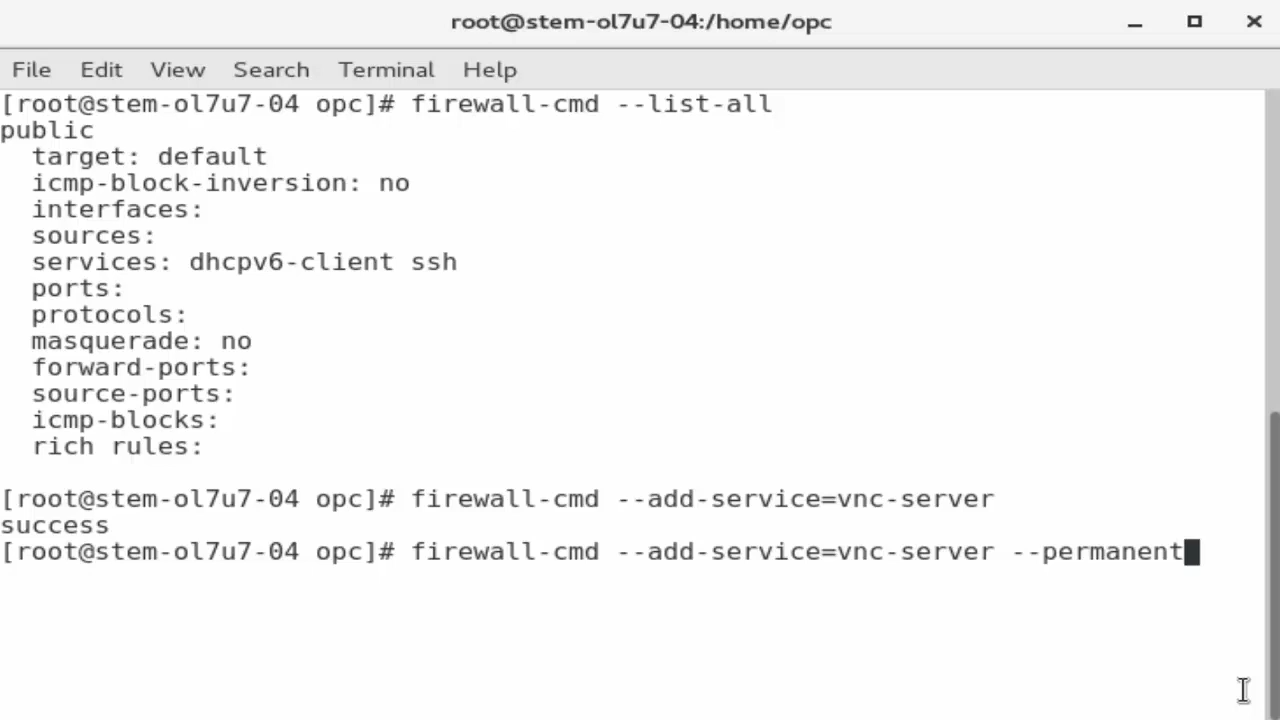 root@stem-ol7u7-04:/home/opc
File Edit View Search Terminal Help
[root@stem-ol7u7-04 opc]# firewall-cmd --list-all
public
  target: default
  icmp-block-inversion: no
  interfaces:
  sources:
  services: dhcpv6-client ssh
  ports:
  protocols:
  masquerade: no
  forward-ports:
  source-ports:
  icmp-blocks:
  rich rules:
[root@stem-ol7u7-04 opc]# firewall-cmd --add-service=vnc-server
success
[root@stem-ol7u7-04 opc]# firewall-cmd --add-service=vnc-server --permanent